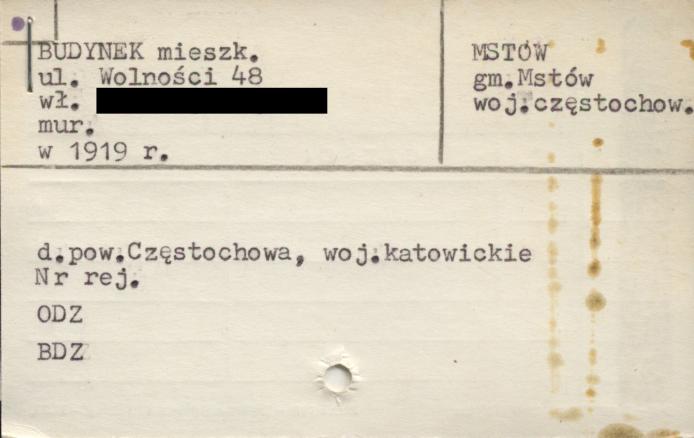 BUDYNEK mieszk.
ul. Wolności 48
wł.
mur.
w 1919 r.
MSTÓW
gm.Mstów
woj.częstochow.
d.pow.Częstochowa, woj.katowickie
Nr rej.
ODZ
BDZ